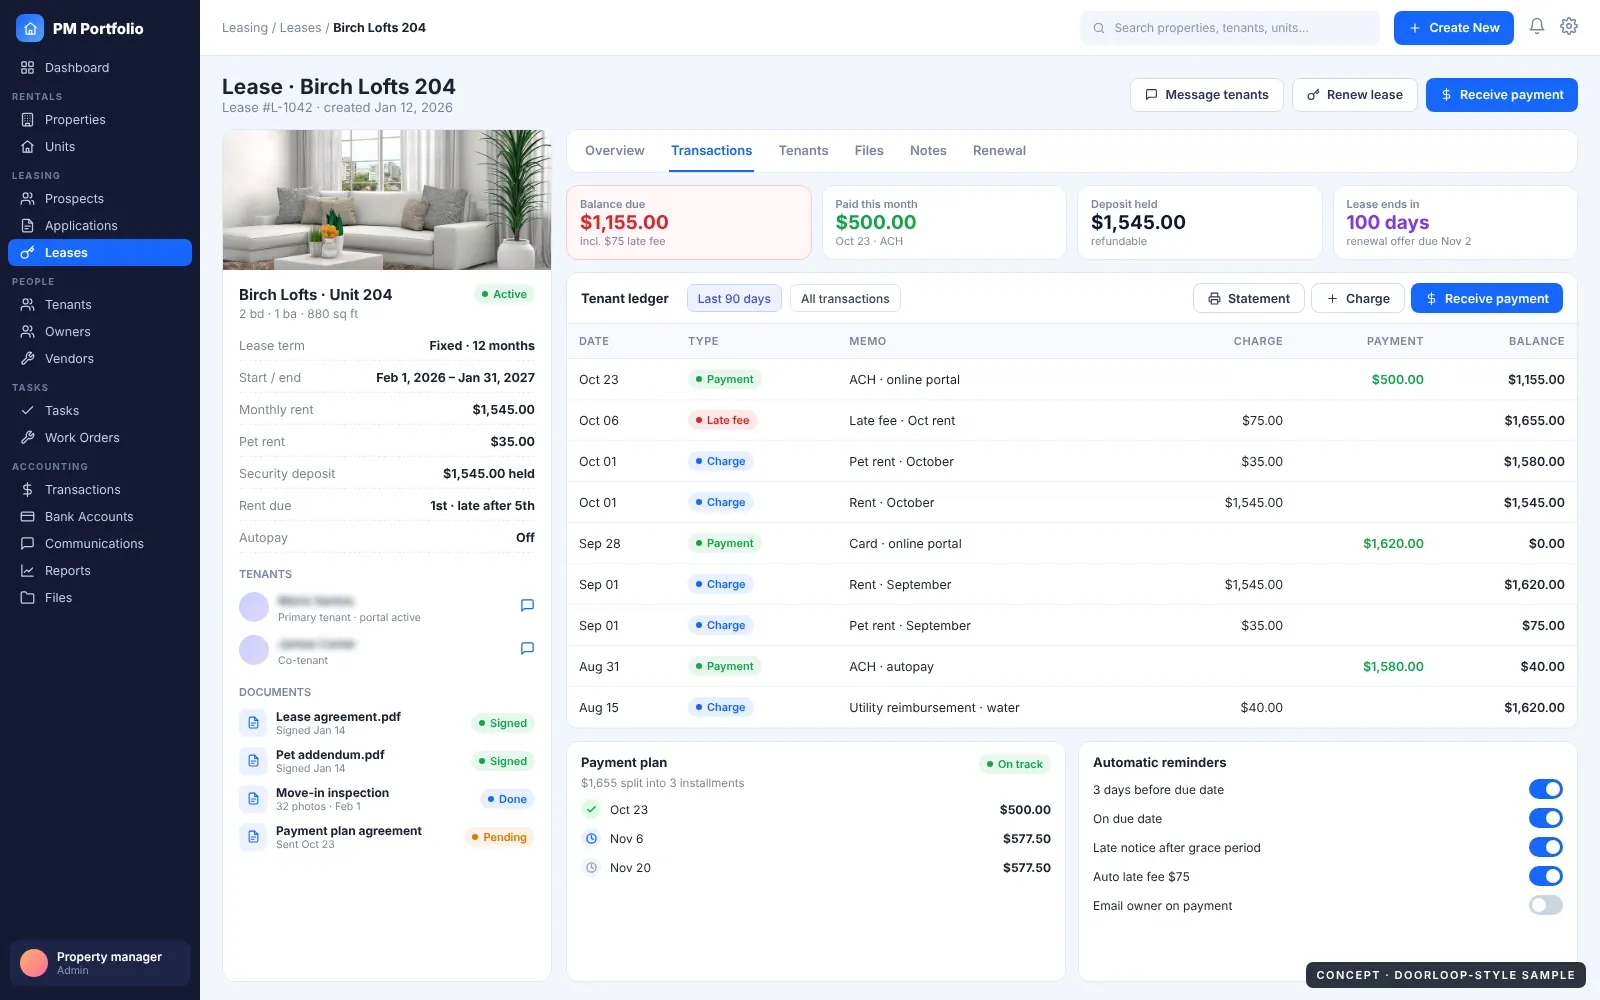 PM Portfolio
Dashboard
RENTALS
Properties
Units
LEASING
Prospects
Applications
Leases
PEOPLE
Tenants
Owners
Vendors
TASKS
Tasks
Work Orders
ACCOUNTING
Transactions
Bank Accounts
Communications
Reports
Files
Property manager
Admin
Leasing / Leases / Birch Lofts 204
Search properties, tenants, units...
Create New
Lease · Birch Lofts 204
Lease #L-1042 · created Jan 12, 2026
Message tenants
Renew lease
Receive payment
Birch Lofts · Unit 204
Active
2 bd · 1 ba · 880 sq ft
Lease term Fixed · 12 months
Start / end Feb 1, 2026 – Jan 31, 2027
Monthly rent $1,545.00
Pet rent $35.00
Security deposit $1,545.00 held
Rent due 1st · late after 5th
Autopay Off
TENANTS
Primary tenant · portal active
Co-tenant
DOCUMENTS
Lease agreement.pdf
Signed Jan 14
Signed
Pet addendum.pdf
Signed Jan 14
Signed
Move-in inspection
32 photos · Feb 1
Done
Payment plan agreement
Sent Oct 23
Pending
Overview Transactions Tenants Files Notes Renewal
Balance due
$1,155.00
incl. $75 late fee
Paid this month
$500.00
Oct 23 · ACH
Deposit held
$1,545.00
refundable
Lease ends in
100 days
renewal offer due Nov 2
Tenant ledger
Last 90 days
All transactions
Statement
Charge
Receive payment
DATE TYPE MEMO CHARGE PAYMENT BALANCE
Oct 23 Payment ACH · online portal $500.00 $1,155.00
Oct 06 Late fee Late fee · Oct rent $75.00 $1,655.00
Oct 01 Charge Pet rent · October $35.00 $1,580.00
Oct 01 Charge Rent · October $1,545.00 $1,545.00
Sep 28 Payment Card · online portal $1,620.00 $0.00
Sep 01 Charge Rent · September $1,545.00 $1,620.00
Sep 01 Charge Pet rent · September $35.00 $75.00
Aug 31 Payment ACH · autopay $1,580.00 $40.00
Aug 15 Charge Utility reimbursement · water $40.00 $1,620.00
Payment plan
On track
$1,655 split into 3 installments
Oct 23 $500.00
Nov 6 $577.50
Nov 20 $577.50
Automatic reminders
3 days before due date
On due date
Late notice after grace period
Auto late fee $75
Email owner on payment
CONCEPT · DOORLOOP-STYLE SAMPLE